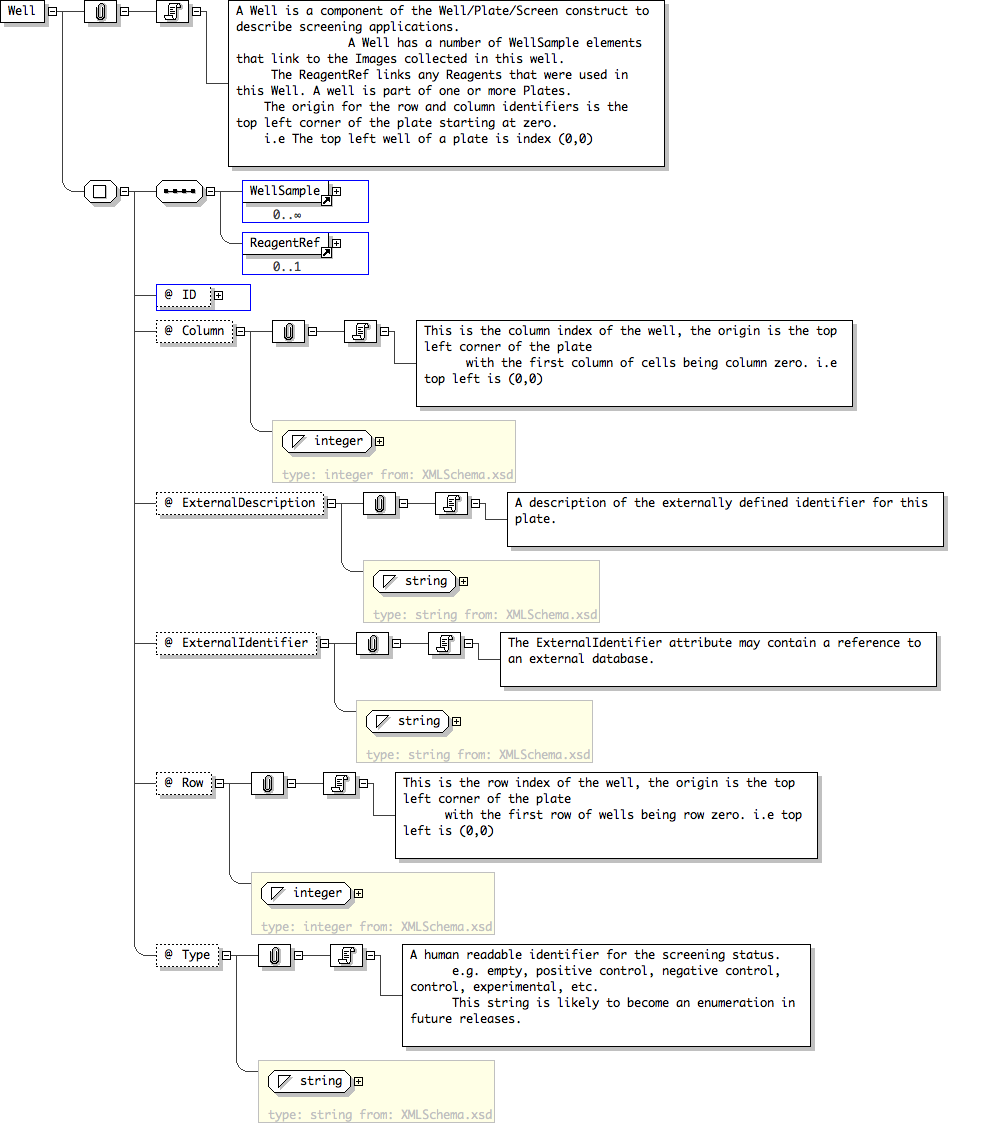 Well
A Well is a component of the Well/Plate/Screen construct to
describe screening applications.
A Well has a number of WellSample elements
that link to the Images collected in this well.
The ReagentRef links any Reagents that were used in
this Well. A well is part of one or more Plates.
The origin for the row and column identifiers is the
top left corner of the plate starting at zero.
i.e The top left well of a plate is index (0,0)
WellSample
0..∞
ReagentRef
0..1
@ ID
@ Column
This is the column index of the well, the origin is the top
left corner of the plate
with the first column of cells being column zero. i.e
top left is (0,0)
integer
type: integer from: XMLSchema.xsd
@ ExternalDescription
A description of the externally defined identifier for this
plate.
string
type: string from: XMLSchema.xsd
@ ExternalIdentifier
The ExternalIdentifier attribute may contain a reference to
an external database.
string
type: string from: XMLSchema.xsd
@ Row
This is the row index of the well, the origin is the top
left corner of the plate
with the first row of wells being row zero. i.e top
left is (0,0)
integer
type: integer from: XMLSchema.xsd
@ Type
A human readable identifier for the screening status.
e.g. empty, positive control, negative control,
control, experimental, etc.
This string is likely to become an enumeration in
future releases.
string
type: string from: XMLSchema.xsd